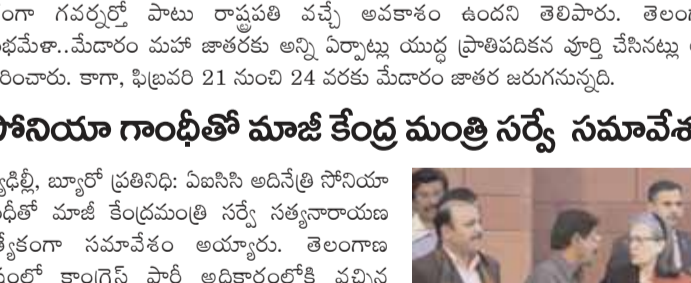 ంగా గవర్నర్తో పాటు రాష్ట్రపతి వచ్చే అవకాశం ఉందని తెలిపారు. తెలంగ
భమేళా..మేడారం మహా జాతరకు అన్ని ఏర్పాట్లు యుద్ధ ప్రాతిపదికన పూర్తి చేసినట్లు
రించారు. కాగా, ఫిబ్రవరి 21 నుంచి 24 వరకు మేడారం జాతర జరుగనున్నది.
సోనియా గాంధీతో మాజీ కేంద్ర మంత్రి సర్వే సమావేశ
ఢిల్లీ, బ్యూరో ప్రతినిధి: ఏఐసిసి అదినేత్రి సోనియా
ధీతో మాజీ కేంద్రమంత్రి సర్వే సత్యనారాయణ
త్యేకంగా సమావేశం అయ్యారు. తెలంగాణ
ంలో కాంగ్రెస్ పార్టీ అధికారంలోకి వచ్చిన